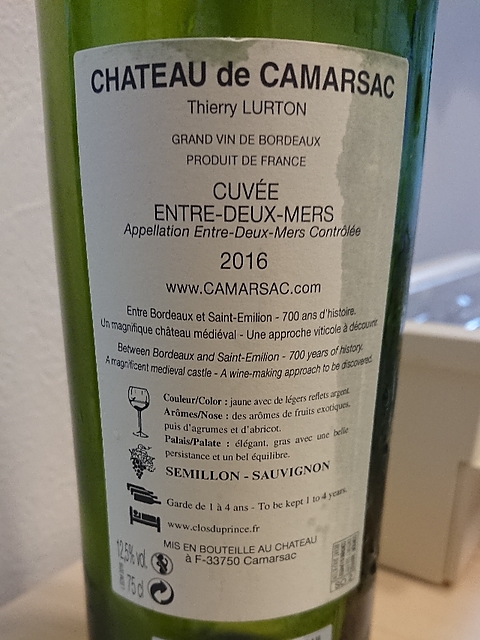 CHATEAU de CAMARSAC
Thierry LURTON
GRAND VIN DE BORDEAUX
PRODUIT DE FRANCE
CUVÉE
ENTRE-DEUX-MERS
Appellation Entre-Deux-Mers Contrôlée
2016
www.CAMARSAC.com
Entre Bordeaux et Saint-Emilion - 700 ans d'histoire.
Un magnifique château médiéval - Une approche viticole à découvrir.
Between Bordeaux and Saint-Emilion - 700 years of history.
A magnificent medieval castle - A wine-making approach to be discovered.
Couleur/Color : jaune avec de légers reflets argent.
Arômes/Nose : des arômes de fruits exotiques,
puis d'agrumes et d'abricot.
Palais/Palate : élégant, gras avec une belle
persistance et un bel équilibre.
SEMILLON - SAUVIGNON
Garde de 1 à 4 ans - To be kept 1 to 4 years.
www.closduprince.fr
MIS EN BOUTEILLE AU CHATEAU
à F-33750 Camarsac
12,5% vol.
75 cl